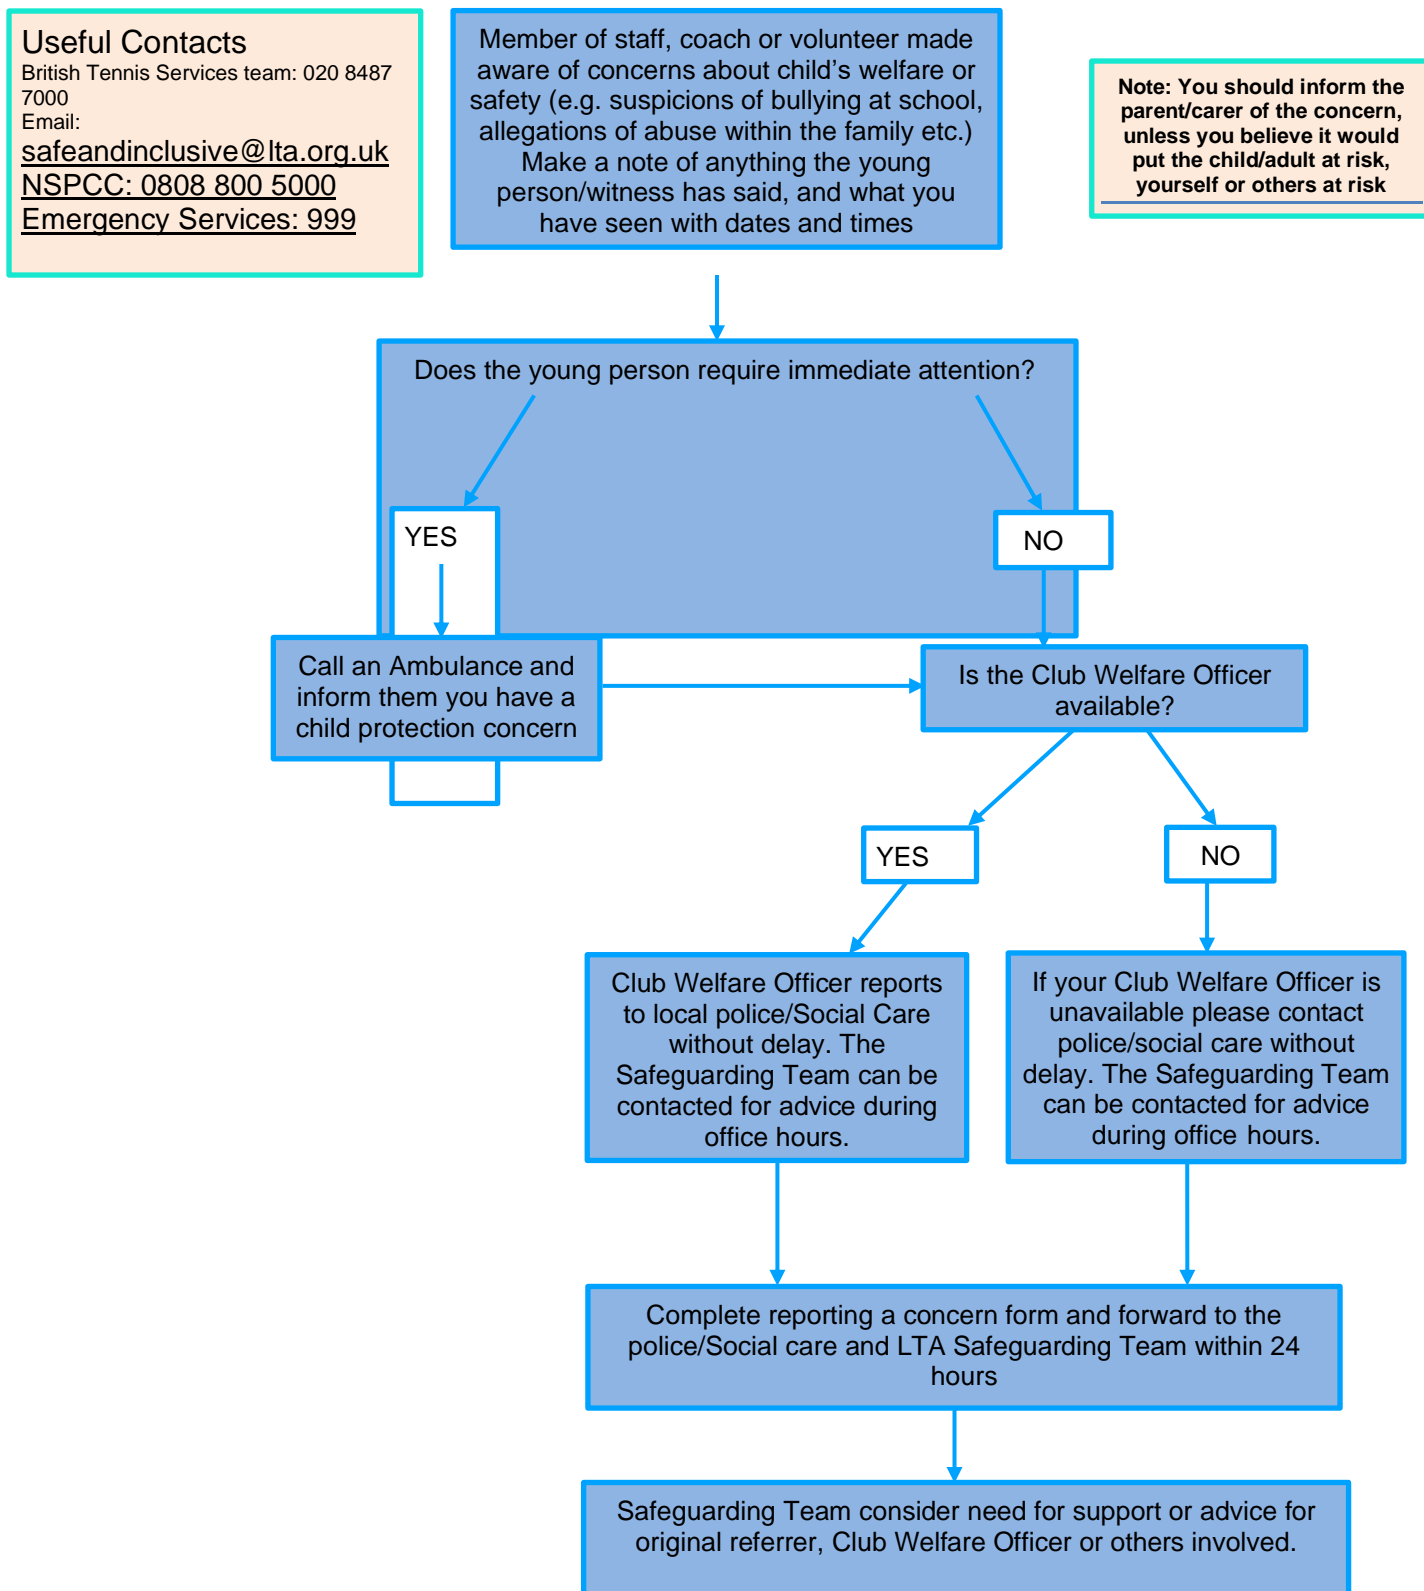 Useful Contacts
British Tennis Services team: 020 8487
7000
Email:
safeandinclusive@lta.org.uk
NSPCC: 0808 800 5000
Emergency Services: 999
Member of staff, coach or volunteer made
aware of concerns about child’s welfare or
safety (e.g. suspicions of bullying at school,
allegations of abuse within the family etc.)
Make a note of anything the young
person/witness has said, and what you
have seen with dates and times
Note: You should inform the
parent/carer of the concern,
unless you believe it would
put the child/adult at risk,
yourself or others at risk
Does the young person require immediate attention?
YES
NO
Call an Ambulance and
inform them you have a
child protection concern
Is the Club Welfare Officer
available?
YES
NO
Club Welfare Officer reports
to local police/Social Care
without delay. The
Safeguarding Team can be
contacted for advice during
office hours.
If your Club Welfare Officer is
unavailable please contact
police/social care without
delay. The Safeguarding Team
can be contacted for advice
during office hours.
Complete reporting a concern form and forward to the
police/Social care and LTA Safeguarding Team within 24
hours
Safeguarding Team consider need for support or advice for
original referrer, Club Welfare Officer or others involved.